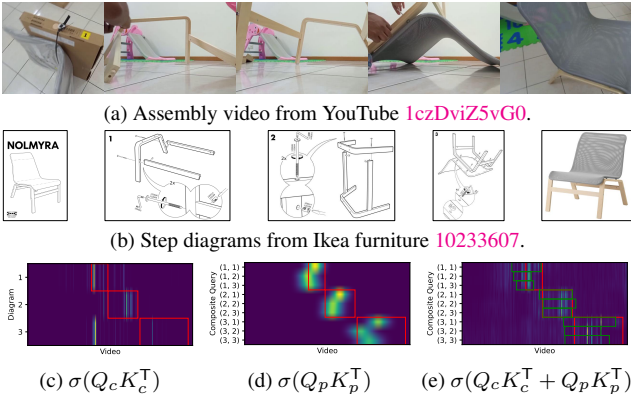 (a) Assembly video from YouTube 1czDviZ5vG0.
NOLMYRA
1
2x
2
2x
3
(b) Step diagrams from Ikea furniture 10233607.
Diagram
1
2
3
Video
Composite Query
(1, 1)
(1, 2)
(1, 3)
(2, 1)
(2, 2)
(2, 3)
(3, 1)
(3, 2)
(3, 3)
Video
Composite Query
(1, 1)
(1, 2)
(1, 3)
(2, 1)
(2, 2)
(2, 3)
(3, 1)
(3, 2)
(3, 3)
Video
(c) σ(Q_cK_c^T)
(d) σ(Q_pK_p^T)
(e) σ(Q_cK_c^T + Q_pK_p^T)